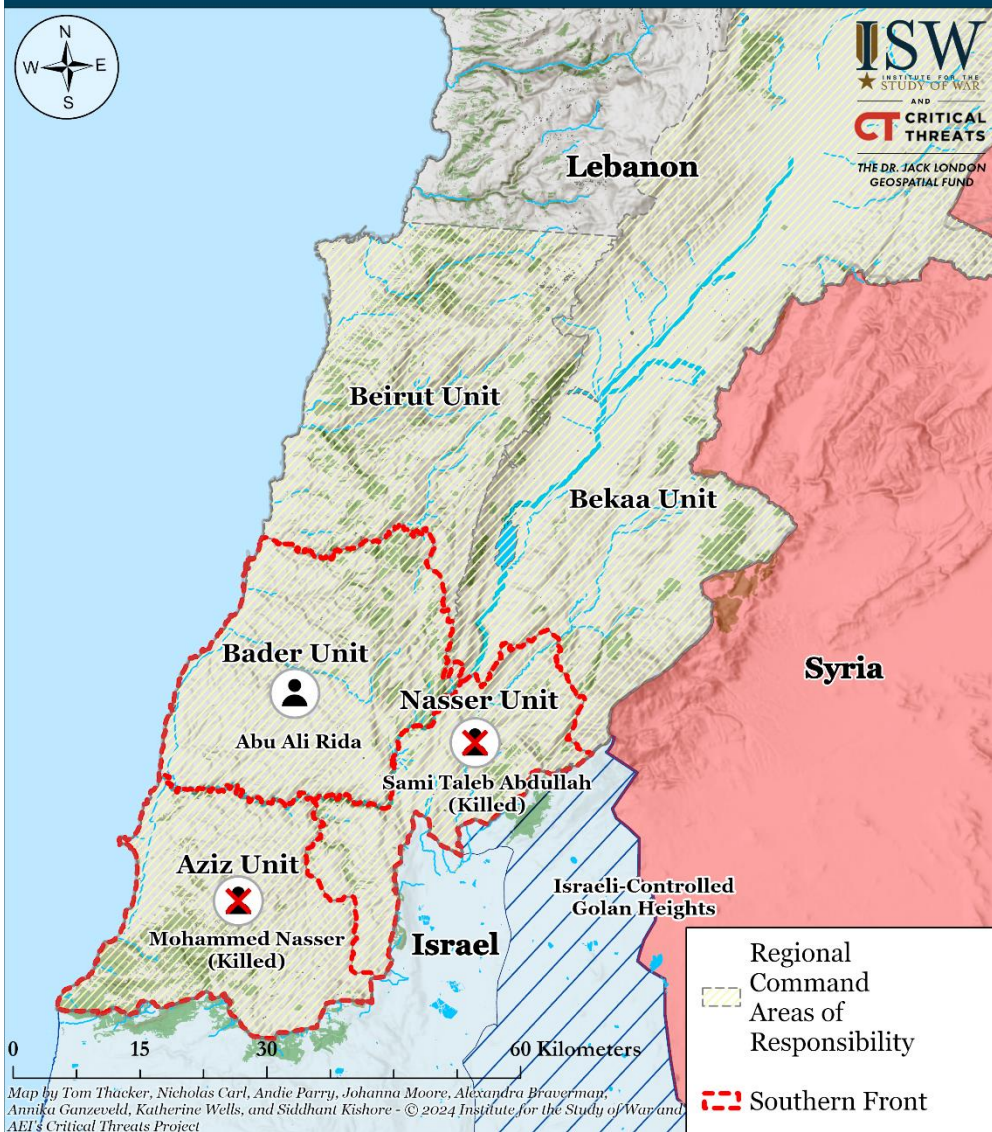 N
W E
S
ISW
INSTITUTE FOR THE
STUDY OF WAR
AND
CT CRITICAL
THREATS
THE DR. JACK LONDON
GEOSPATIAL FUND
Lebanon
Beirut Unit
Bekaa Unit
Bader Unit
Abu Ali Rida
Nasser Unit
Sami Taleb Abdullah
(Killed)
Syria
Aziz Unit
Mohammed Nasser
(Killed)
Israel
Israeli-Controlled
Golan Heights
Regional
Command
Areas of
Responsibility
Southern Front
0 15 30 60 Kilometers
Map by Tom Thacker, Nicholas Carl, Andie Parry, Johanna Moore, Alexandra Braverman,
Annika Ganzeveld, Katherine Wells, and Siddhant Kishore - © 2024 Institute for the Study of War and
AEI's Critical Threats Project